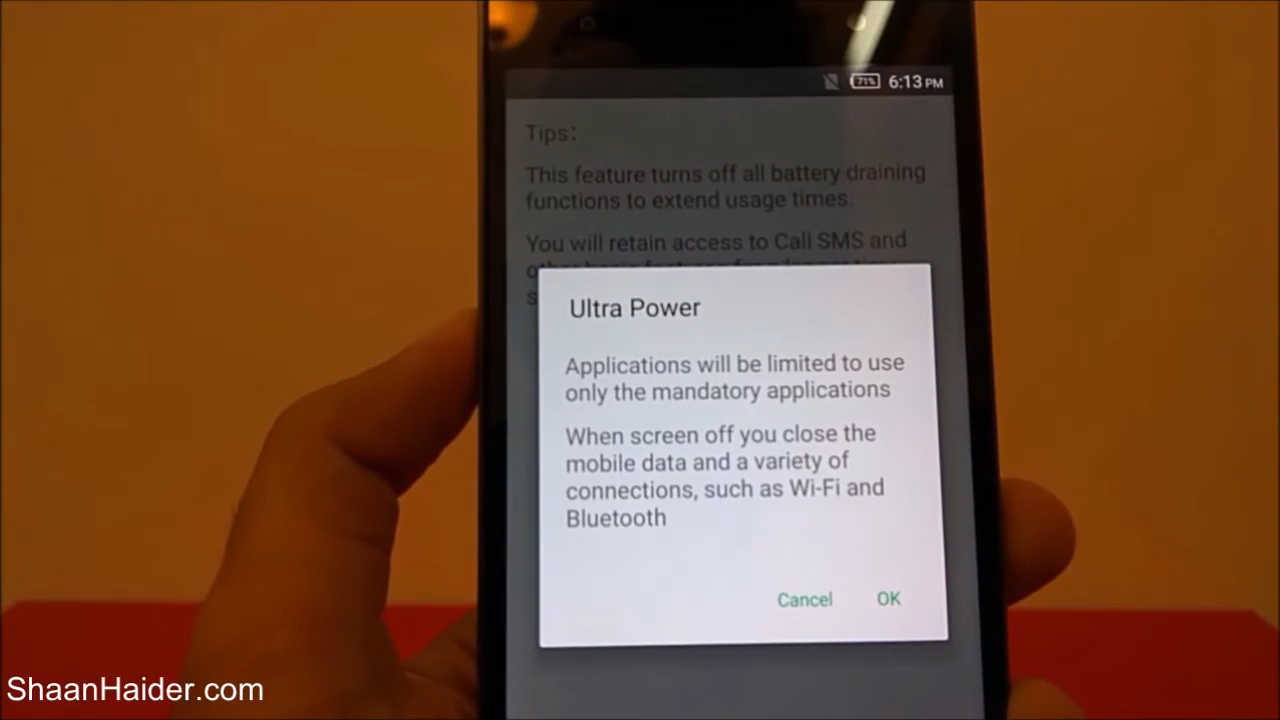 71% 6:13 PM
Tips:
This feature turns off all battery draining
functions to extend usage times.
You will retain access to Call SMS and
Ultra Power
Applications will be limited to use
only the mandatory applications
When screen off you close the
mobile data and a variety of
connections, such as Wi-Fi and
Bluetooth
Cancel OK
ShaanHaider.com